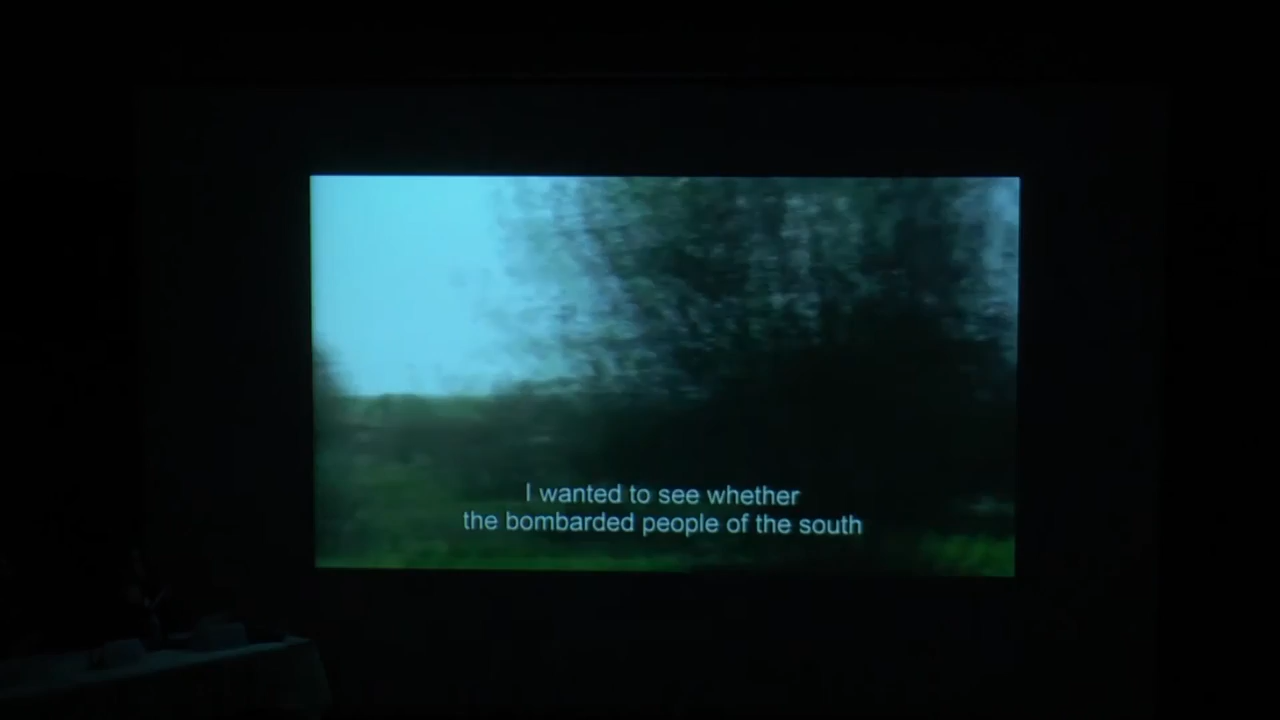 I wanted to see whether
the bombarded people of the south